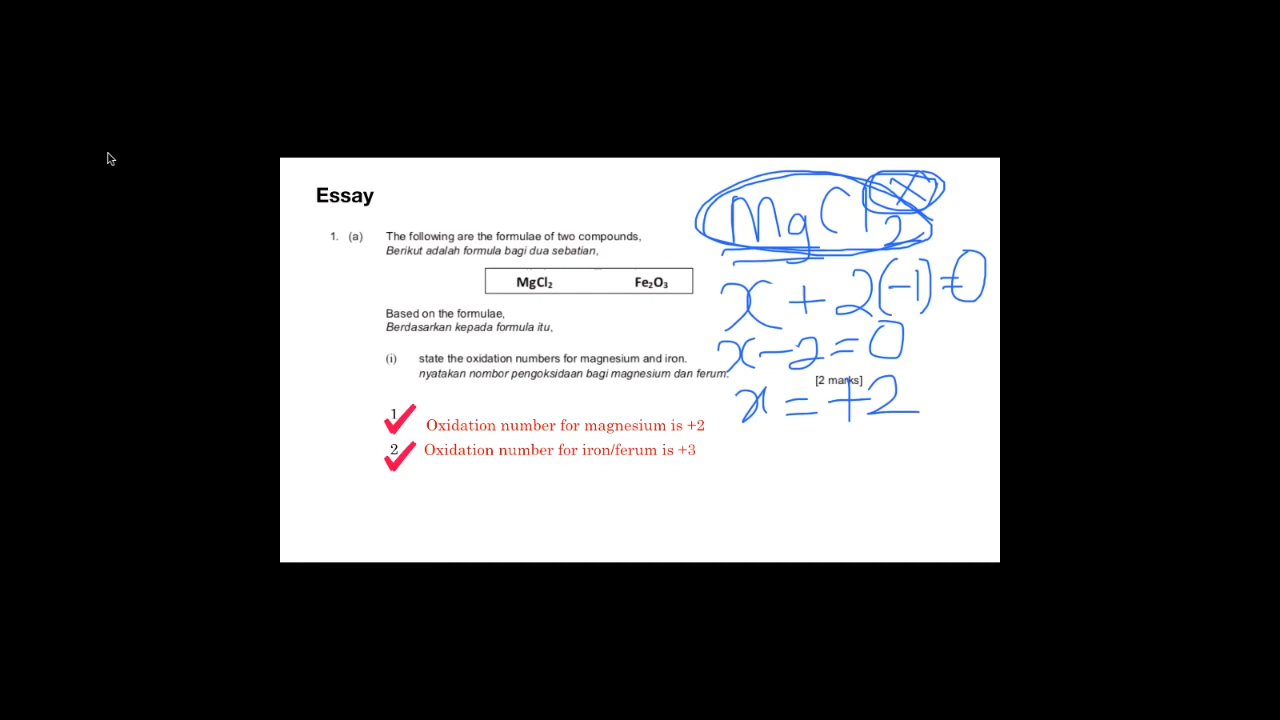 Essay
1. (a) The following are the formulae of two compounds,
Berikut adalah formula bagi dua sebatian,
MgCl₂ Fe₂O₃
Based on the formulae,
Berdasarkan kepada formula itu,
(i) state the oxidation numbers for magnesium and iron.
nyatakan nombor pengoksidaan bagi magnesium dan ferum.
[2 marks]
1 Oxidation number for magnesium is +2
2 Oxidation number for iron/ferum is +3
MgCl₂
x + 2(-1) = 0
x - 2 = 0
x = +2